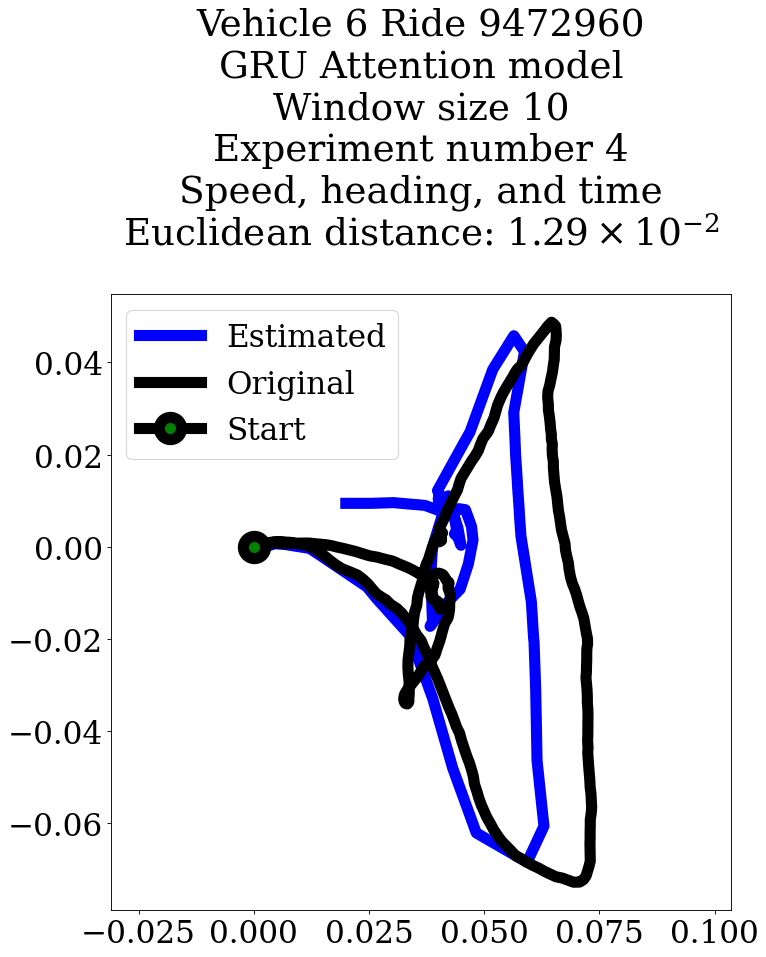 Vehicle 6 Ride 9472960
GRU Attention model
Window size 10
Experiment number 4
Speed, heading, and time
Euclidean distance: 1.29 × 10⁻²
Estimated
Original
Start
0.04
0.02
0.00
−0.02
−0.04
−0.06
−0.025 0.000 0.025 0.050 0.075 0.100